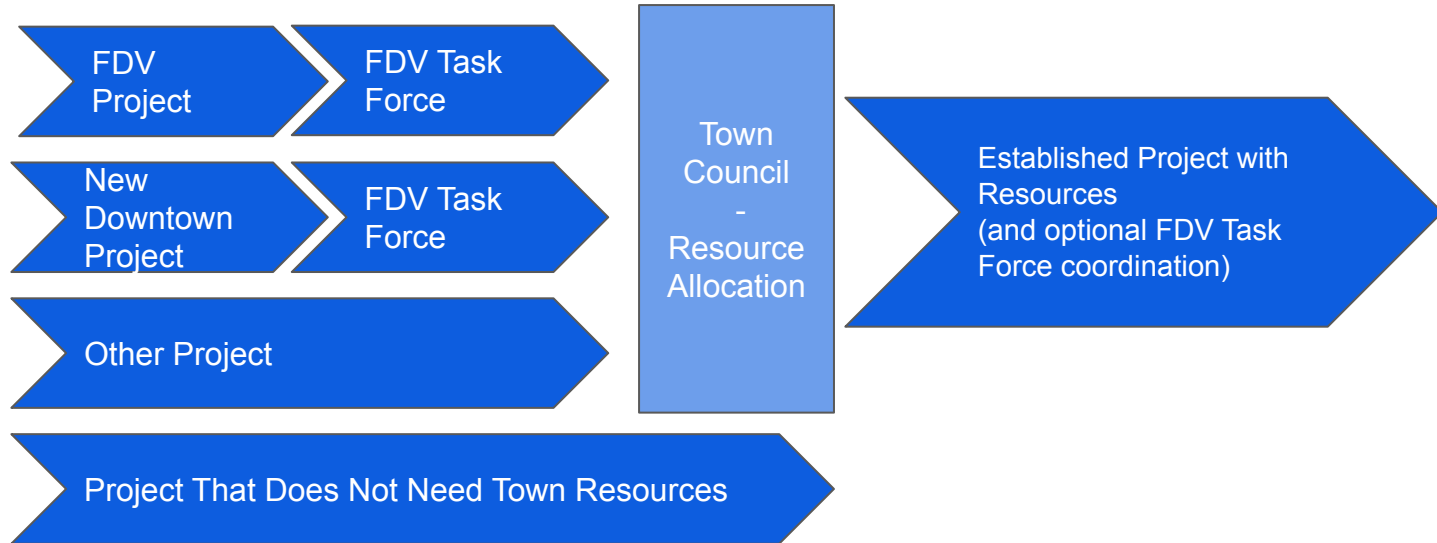 FDV
Project
FDV Task
Force
New
Downtown
Project
FDV Task
Force
Other Project
Project That Does Not Need Town Resources
Town
Council
-
Resource
Allocation
Established Project with
Resources
(and optional FDV Task
Force coordination)